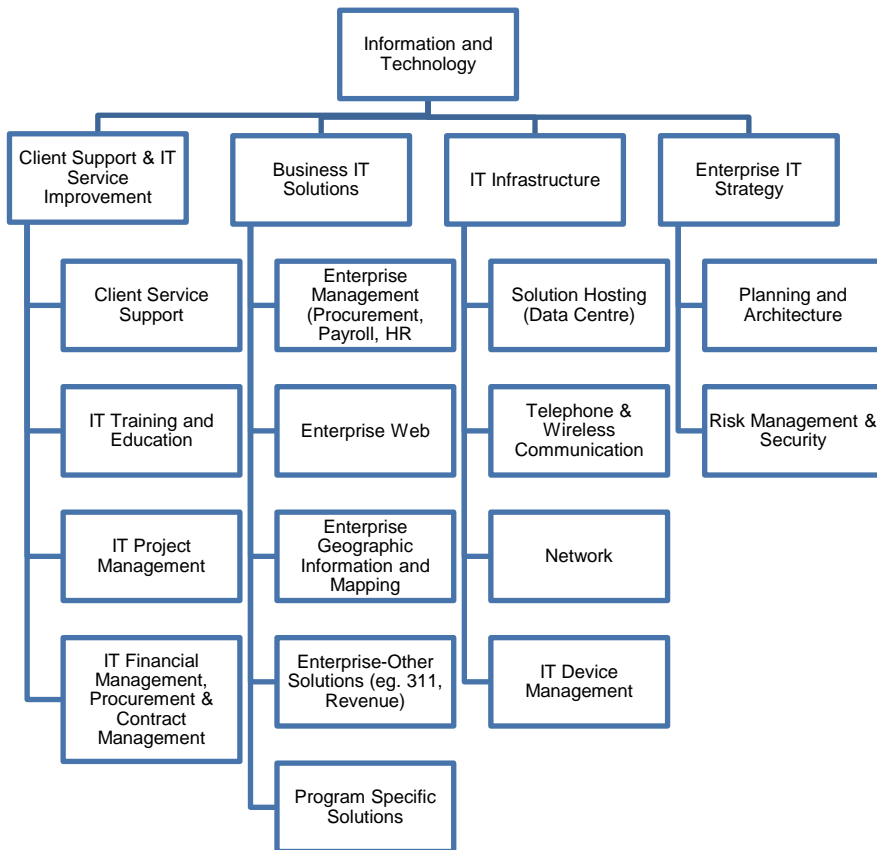 Information and
Technology
Client Support & IT
Service
Improvement
Business IT
Solutions
IT Infrastructure
Enterprise IT
Strategy
Client Service
Support
IT Training and
Education
IT Project
Management
IT Financial
Management,
Procurement &
Contract
Management
Enterprise
Management
(Procurement,
Payroll, HR
Enterprise Web
Enterprise
Geographic
Information and
Mapping
Enterprise-Other
Solutions (eg. 311,
Revenue)
Program Specific
Solutions
Solution Hosting
(Data Centre)
Telephone &
Wireless
Communication
Network
IT Device
Management
Planning and
Architecture
Risk Management &
Security